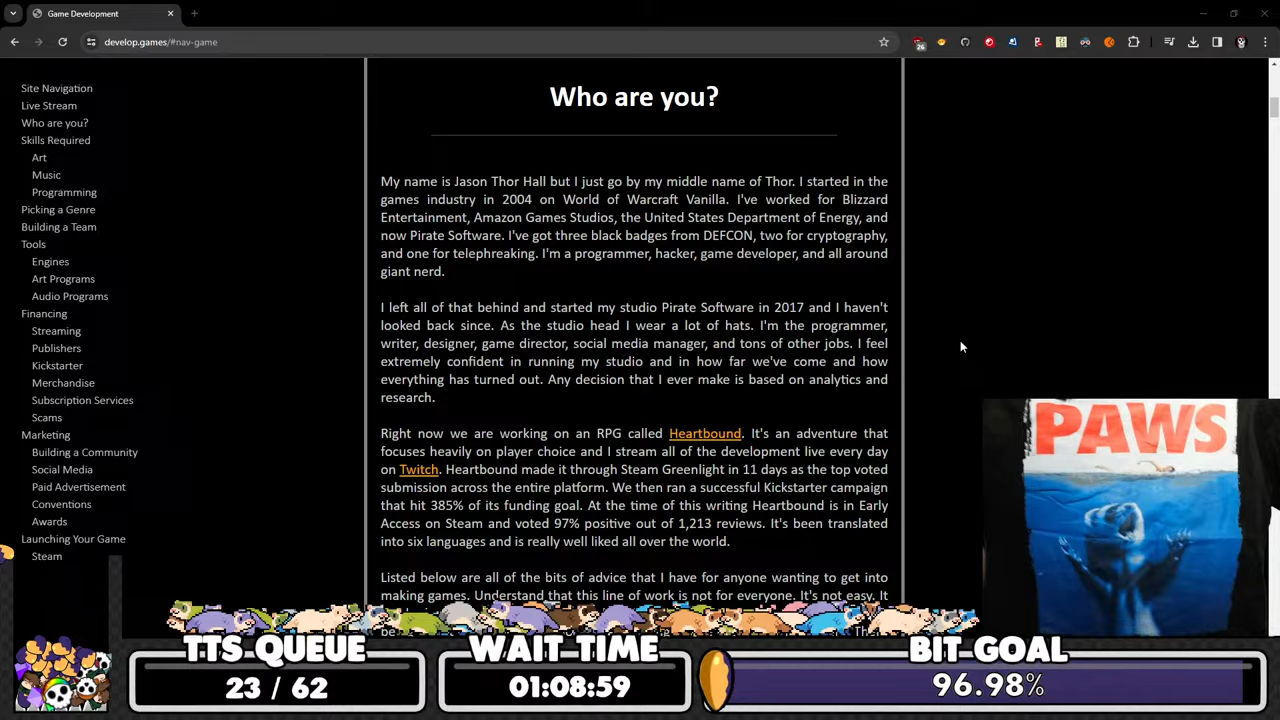 Game Development
develop.games/#nav-game
26
Site Navigation
Live Stream
Who are you?
Skills Required
Art
Music
Programming
Picking a Genre
Building a Team
Tools
Engines
Art Programs
Audio Programs
Financing
Streaming
Publishers
Kickstarter
Merchandise
Subscription Services
Scams
Marketing
Building a Community
Social Media
Paid Advertisement
Conventions
Awards
Launching Your Game
Steam
Who are you?
My name is Jason Thor Hall but I just go by my middle name of Thor. I started in the
games industry in 2004 on World of Warcraft Vanilla. I've worked for Blizzard
Entertainment, Amazon Games Studios, the United States Department of Energy, and
now Pirate Software. I've got three black badges from DEFCON, two for cryptography,
and one for telephreaking. I'm a programmer, hacker, game developer, and all around
giant nerd.
I left all of that behind and started my studio Pirate Software in 2017 and I haven't
looked back since. As the studio head I wear a lot of hats. I'm the programmer,
writer, designer, game director, social media manager, and tons of other jobs. I feel
extremely confident in running my studio and in how far we've come and how
everything has turned out. Any decision that I ever make is based on analytics and
research.
Right now we are working on an RPG called Heartbound. It's an adventure that
focuses heavily on player choice and I stream all of the development live every day
on Twitch. Heartbound made it through Steam Greenlight in 11 days as the top voted
submission across the entire platform. We then ran a successful Kickstarter campaign
that hit 385% of its funding goal. At the time of this writing Heartbound is in Early
Access on Steam and voted 97% positive out of 1,213 reviews. It's been translated
into six languages and is really well liked all over the world.
Listed below are all of the bits of advice that I have for anyone wanting to get into
making games. Understand that this line of work is not for everyone. It's not easy. It
PAWS
TTS QUEUE
23 / 62
WAIT TIME
01:08:59
BIT GOAL
96.98%